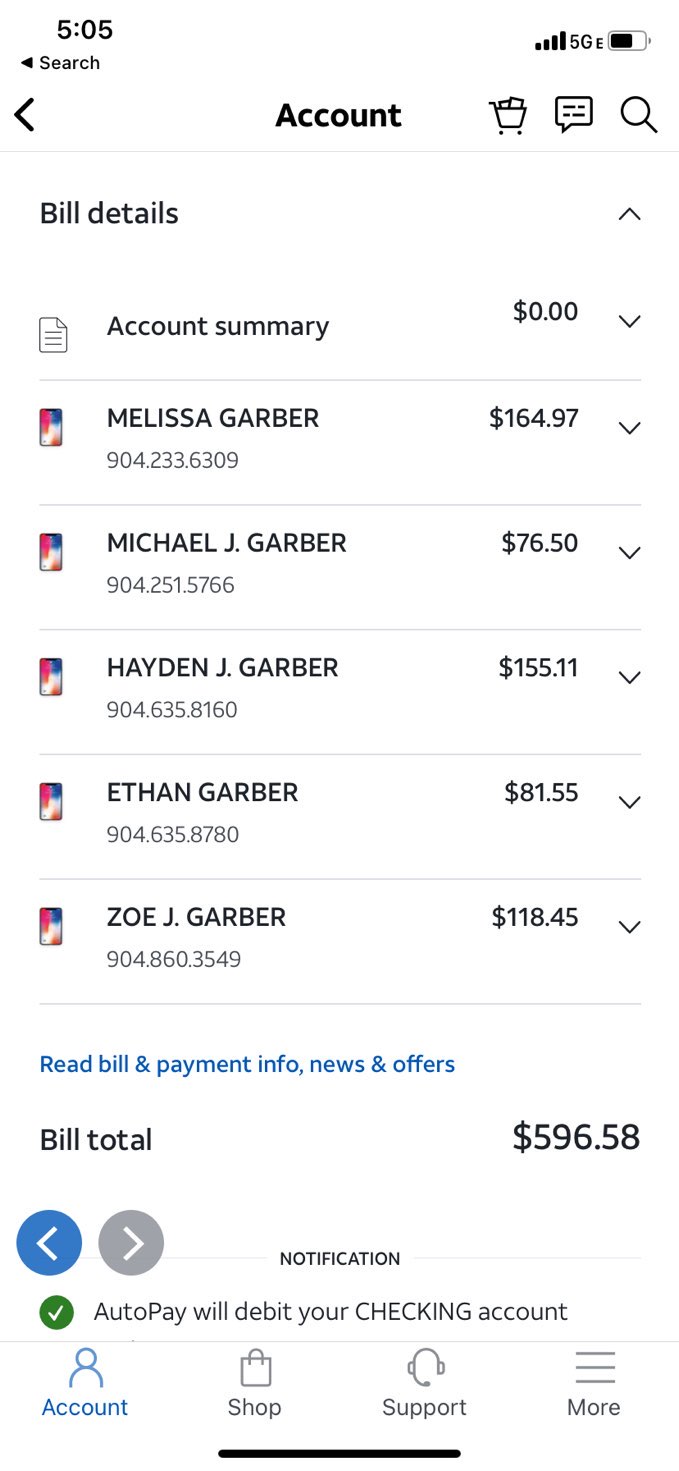 5:05
5GE
◀ Search
Account
Bill details
Account summary $0.00
MELISSA GARBER $164.97
904.233.6309
MICHAEL J. GARBER $76.50
904.251.5766
HAYDEN J. GARBER $155.11
904.635.8160
ETHAN GARBER $81.55
904.635.8780
ZOE J. GARBER $118.45
904.860.3549
Read bill & payment info, news & offers
Bill total $596.58
NOTIFICATION
AutoPay will debit your CHECKING account
Account Shop Support More